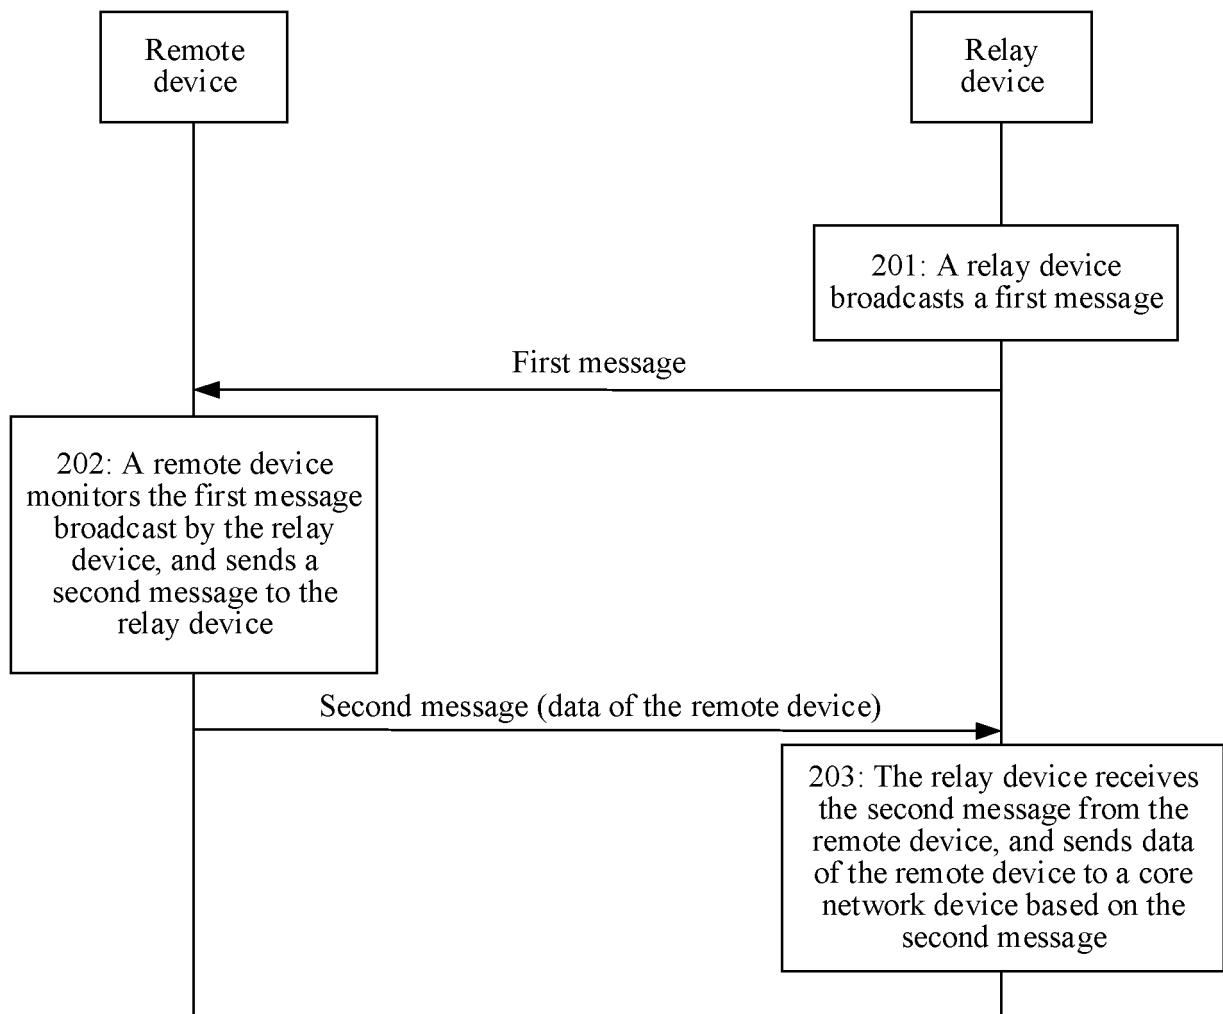 Remote
device
Relay
device
201: A relay device
broadcasts a first message
First message
202: A remote device
monitors the first message
broadcast by the relay
device, and sends a
second message to the
relay device
Second message (data of the remote device)
203: The relay device receives
the second message from the
remote device, and sends data
of the remote device to a core
network device based on the
second message